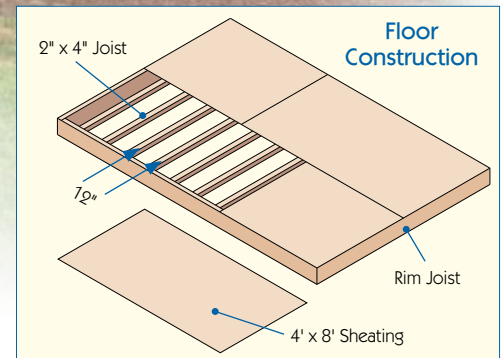 Floor
Construction
2" x 4" Joist
12"
Rim Joist
4' x 8' Sheating